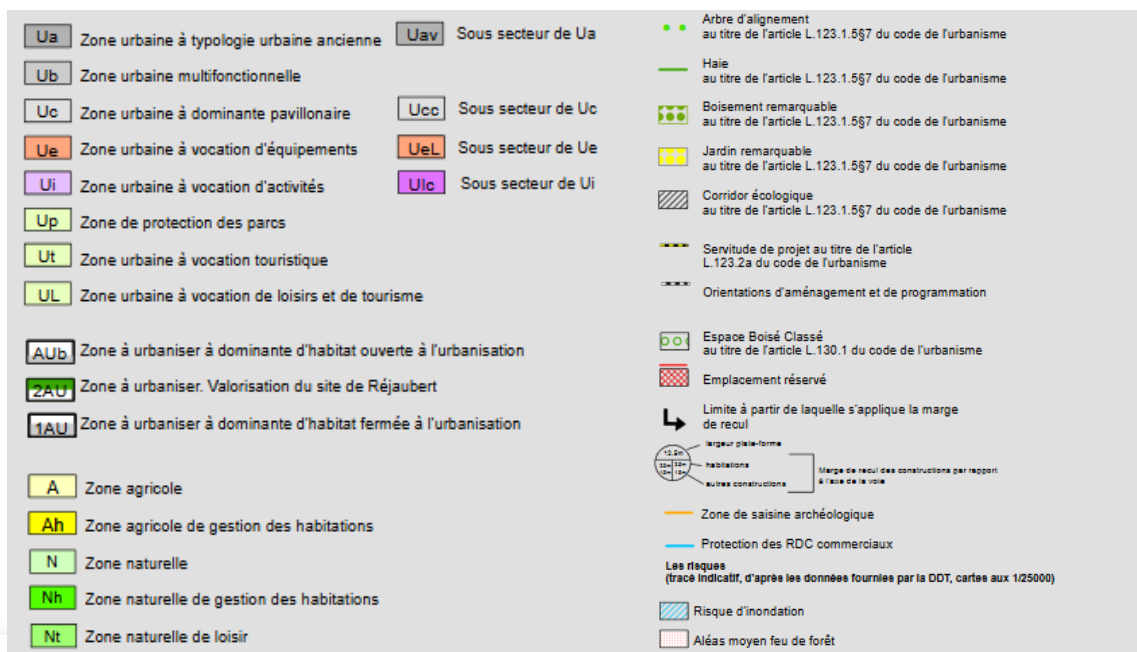 Ua Zone urbaine à typologie urbaine ancienne Uav Sous secteur de Ua
Ub Zone urbaine multifonctionnelle
Uc Zone urbaine à dominante pavillonaire Ucc Sous secteur de Uc
Ue Zone urbaine à vocation d'équipements UeL Sous secteur de Ue
Ui Zone urbaine à vocation d'activités UIc Sous secteur de Ui
Up Zone de protection des parcs
Ut Zone urbaine à vocation touristique
UL Zone urbaine à vocation de loisirs et de tourisme
AUb Zone à urbaniser à dominante d'habitat ouverte à l'urbanisation
2AU Zone à urbaniser. Valorisation du site de Réjaubert
1AU Zone à urbaniser à dominante d'habitat fermée à l'urbanisation
A Zone agricole
Ah Zone agricole de gestion des habitations
N Zone naturelle
Nh Zone naturelle de gestion des habitations
Nt Zone naturelle de loisir
Arbre d'alignement
au titre de l'article L.123.1.5§7 du code de l'urbanisme
Haie
au titre de l'article L.123.1.5§7 du code de l'urbanisme
Boisement remarquable
au titre de l'article L.123.1.5§7 du code de l'urbanisme
Jardin remarquable
au titre de l'article L.123.1.5§7 du code de l'urbanisme
Corridor écologique
au titre de l'article L.123.1.5§7 du code de l'urbanisme
Servitude de projet au titre de l'article
L.123.2a du code de l'urbanisme
Orientations d'aménagement et de programmation
Espace Boisé Classé
au titre de l'article L.130.1 du code de l'urbanisme
Emplacement réservé
Limite à partir de laquelle s'applique la marge
de recul
largeur plate-forme
12.5m
habitations
autres constructions
Marge de recul des constructions par rapport
à l'axe de la voie
Zone de saisine archéologique
Protection des RDC commerciaux
Les risques
(tracé indicatif, d'après les données fournies par la DDT, cartes aux 1/25000)
Risque d'inondation
Aléas moyen feu de forêt